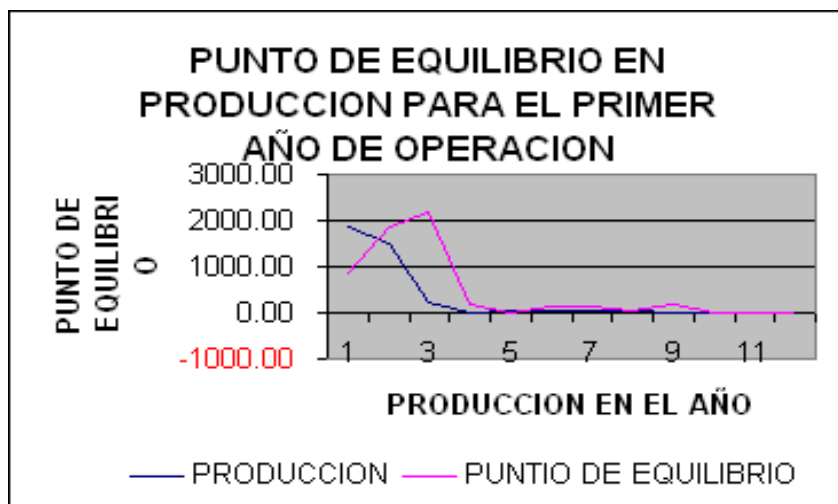 PUNTO DE EQUILIBRIO EN
PRODUCCION PARA EL PRIMER
AÑO DE OPERACION
PUNTO DE
EQUILIBRI
O
3000.00
2000.00
1000.00
0.00
-1000.00
1 3 5 7 9 11
PRODUCCION EN EL AÑO
PRODUCCION PUNTIO DE EQUILIBRIO